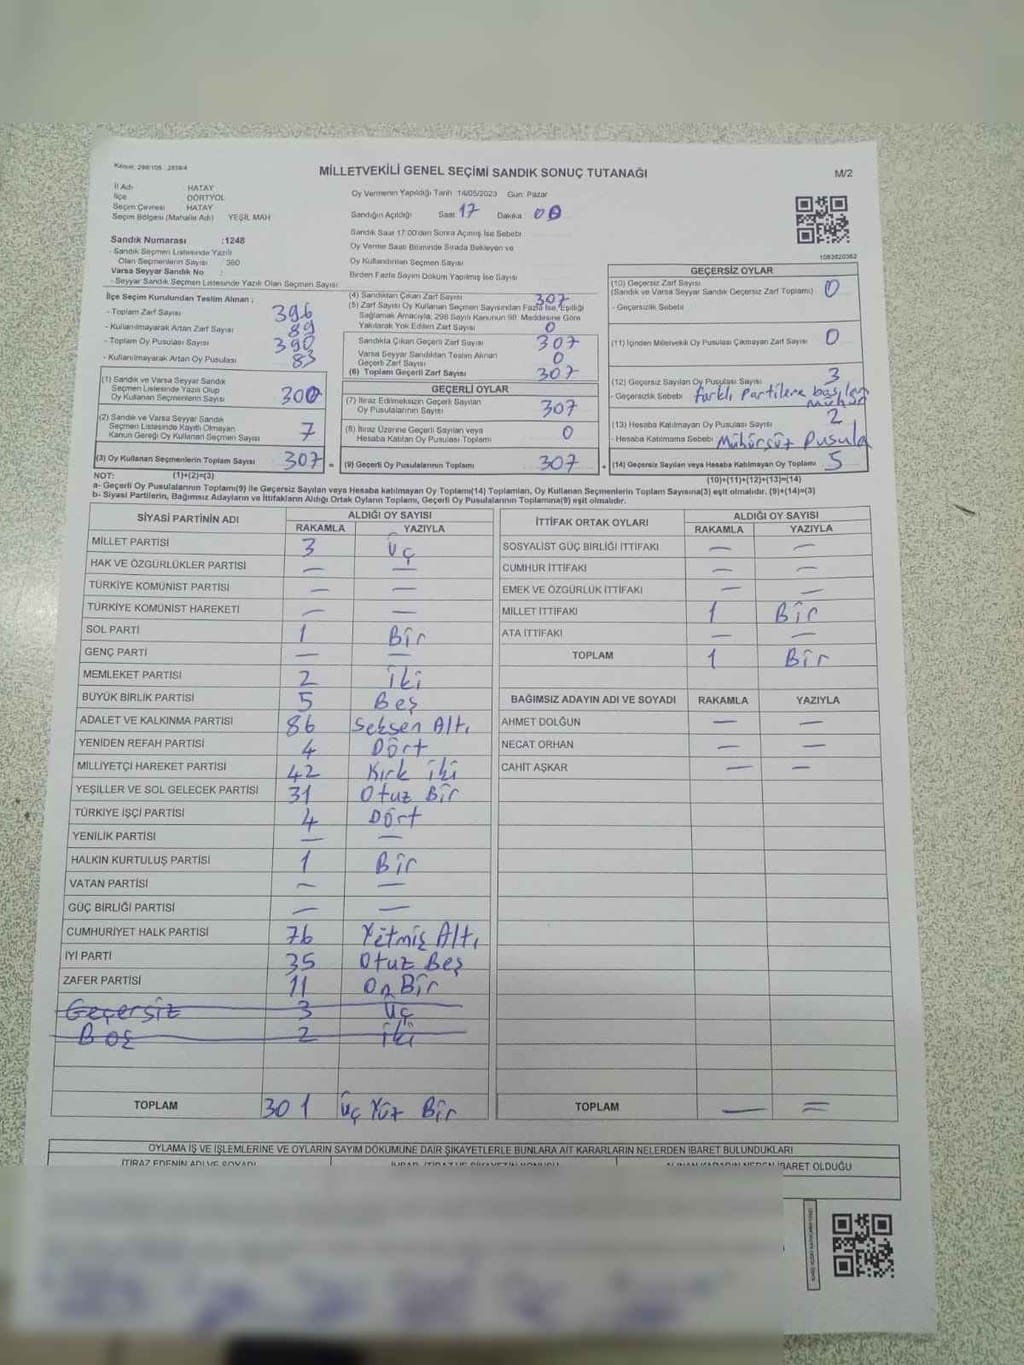 MİLLETVEKİLİ GENEL SEÇİMİ SANDIK SONUÇ TUTANAĞI
M/2
İl Adı HATAY
İlçe DÖRTYOL
Seçim Çevresi HATAY
Seçim Bölgesi (Mahalle Adı) YEŞİL MAH
Sandık Numarası :1248
- Sandık Seçmen Listesinde Yazılı
Olan Seçmenlerin Sayısı 360
Varsa Seyyar Sandık No :
- Seyyar Sandık Seçmen Listesinde Yazılı Olan Seçmen Sayısı
Oy Vermenin Yapıldığı Tarih 14/05/2023 Gün: Pazar
Sandığın Açıldığı Saat 17 Dakika 00
Sandık Saat 17:00'dan Sonra Açılmış İse Sebebi
Oy Verme Saati Bitiminde Sırada Bekleyen ve
Oy Kullandırılan Seçmen Sayısı
Birden Fazla Sayım Döküm Yapılmış İse Sayısı
1082620362
İlçe Seçim Kurulundan Teslim Alınan :
- Toplam Zarf Sayısı 396
- Kullanılmayarak Artan Zarf Sayısı 89
- Toplam Oy Pusulası Sayısı 390
- Kullanılmayarak Artan Oy Pusulası 83
(1) Sandık ve Varsa Seyyar Sandık
Seçmen Listesinde Yazılı Olup
Oy Kullanan Seçmenlerin Sayısı 300
(2) Sandık ve Varsa Seyyar Sandık
Seçmen Listesinde Kayıtlı Olmayan
Kanun Gereği Oy Kullanan Seçmen Sayısı 7
(3) Oy Kullanan Seçmenlerin Toplam Sayısı 307
(4) Sandıktan Çıkan Zarf Sayısı 307
(5) Zarf Sayısı Oy Kullanan Seçmen Sayısından Fazla İse, Eşitliği
Sağlamak Amacıyla; 298 Sayılı Kanunun 98. Maddesine Göre
Yakılarak Yok Edilen Zarf Sayısı 0
Sandıkta Çıkan Geçerli Zarf Sayısı 307
Varsa Seyyar Sandıktan Teslim Alınan
Geçerli Zarf Sayısı 0
(6) Toplam Geçerli Zarf Sayısı 307
GEÇERLİ OYLAR
(7) İtiraz Edilmeksizin Geçerli Sayılan
Oy Pusulalarının Sayısı 307
(8) İtiraz Üzerine Geçerli Sayılan veya
Hesaba Katılan Oy Pusulası Toplamı 0
= (9) Geçerli Oy Pusulalarının Toplamı 307
GEÇERSİZ OYLAR
(10) Geçersiz Zarf Sayısı
(Sandık ve Varsa Seyyar Sandık Geçersiz Zarf Toplamı) 0
- Geçersizlik Sebebi
(11) İçinden Milletvekili Oy Pusulası Çıkmayan Zarf Sayısı 0
(12) Geçersiz Sayılan Oy Pusulası Sayısı 3
- Geçersizlik Sebebi farklı partilere basılan
mühür
(13) Hesaba Katılmayan Oy Pusulası Sayısı 2
- Hesaba Katılmama Sebebi Mühürsüz Pusula
+ (14) Geçersiz Sayılan veya Hesaba Katılmayan Oy Toplamı 5
NOT: (1)+(2)=(3)
(10)+(11)+(12)+(13)=(14)
a- Geçerli Oy Pusulaları Toplamı(9) ile Geçersiz Sayılan veya Hesaba katılmayan Oy Toplamı(14) Toplamları, Oy Kullanan Seçmenlerin Toplam Sayısına(3) eşit olmalıdır. (9)+(14)=(3)
b- Siyasi Partilerin, Bağımsız Adayların ve İttifakların Aldığı Ortak Oyların Toplamı, Geçerli Oy Pusulalarının Toplamına(9) eşit olmalıdır.
SİYASİ PARTİNİN ADI ALDIĞI OY SAYISI
RAKAMLA YAZIYLA
MİLLET PARTİSİ 3 Üç
HAK VE ÖZGÜRLÜKLER PARTİSİ — —
TÜRKİYE KOMÜNİST PARTİSİ — —
TÜRKİYE KOMÜNİST HAREKETİ — —
SOL PARTİ 1 Bir
GENÇ PARTİ — —
MEMLEKET PARTİSİ 2 iki
BÜYÜK BİRLİK PARTİSİ 5 Beş
ADALET VE KALKINMA PARTİSİ 86 Seksen Altı
YENİDEN REFAH PARTİSİ 4 Dört
MİLLİYETÇİ HAREKET PARTİSİ 42 Kırk iki
YEŞİLLER VE SOL GELECEK PARTİSİ 31 Otuz Bir
TÜRKİYE İŞÇİ PARTİSİ 4 Dört
YENİLİK PARTİSİ — —
HALKIN KURTULUŞ PARTİSİ 1 Bir
VATAN PARTİSİ — —
GÜÇ BİRLİĞİ PARTİSİ — —
CUMHURİYET HALK PARTİSİ 76 Yetmiş Altı
İYİ PARTİ 35 Otuz Beş
ZAFER PARTİSİ 11 On Bir
Geçersiz 3 Üç
Boş 2 iki
TOPLAM 301 Üç Yüz Bir
İTTİFAK ORTAK OYLARI ALDIĞI OY SAYISI
RAKAMLA YAZIYLA
SOSYALİST GÜÇ BİRLİĞİ İTTİFAKI — —
CUMHUR İTTİFAKI — —
EMEK VE ÖZGÜRLÜK İTTİFAKI — —
MİLLET İTTİFAKI 1 Bir
ATA İTTİFAKI — —
TOPLAM 1 Bir
BAĞIMSIZ ADAYIN ADI VE SOYADI RAKAMLA YAZIYLA
AHMET DOLĞUN — —
NECAT ORHAN — —
CAHİT AŞKAR — —
TOPLAM — =
OYLAMA İŞ VE İŞLEMLERİNE VE OYLARIN SAYIM DÖKÜMÜNE DAİR ŞİKAYETLERLE BUNLARA AİT KARARLARIN NELERDEN İBARET BULUNDUKLARI
İTİRAZ EDENİN ADI VE SOYADI İBARET OLDUĞU